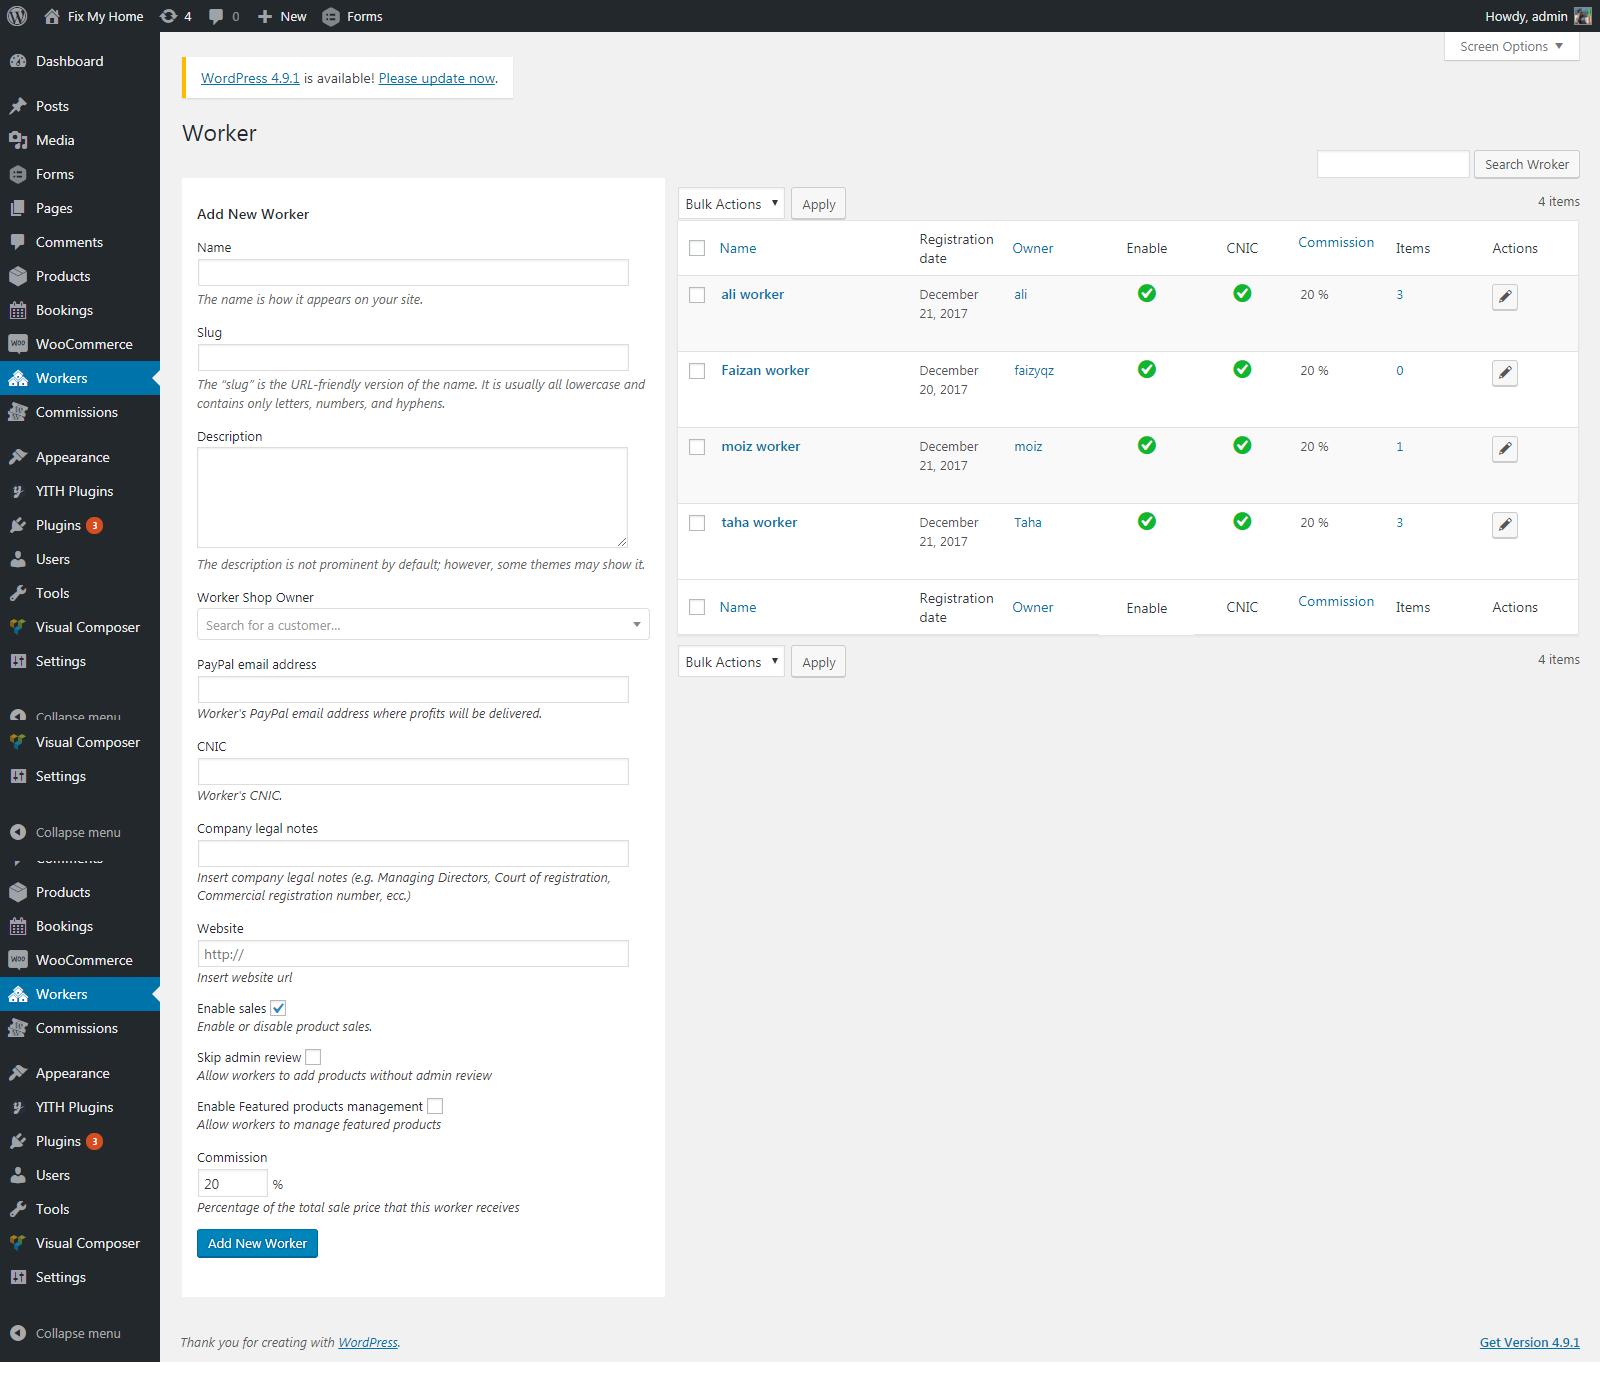 Fix My Home 4 0 New Forms Howdy, admin
Screen Options
Dashboard
Posts
Media
Forms
Pages
Comments
Products
Bookings
WooCommerce
Workers
Commissions
Appearance
YITH Plugins
Plugins 3
Users
Tools
Visual Composer
Settings
Collapse menu
Visual Composer
Settings
Collapse menu
Comments
Products
Bookings
WooCommerce
Workers
Commissions
Appearance
YITH Plugins
Plugins 3
Users
Tools
Visual Composer
Settings
Collapse menu
WordPress 4.9.1 is available! Please update now.
Worker
Search Wroker
Add New Worker
Name
The name is how it appears on your site.
Slug
The “slug” is the URL-friendly version of the name. It is usually all lowercase and
contains only letters, numbers, and hyphens.
Description
The description is not prominent by default; however, some themes may show it.
Worker Shop Owner
Search for a customer...
PayPal email address
Worker's PayPal email address where profits will be delivered.
CNIC
Worker's CNIC.
Company legal notes
Insert company legal notes (e.g. Managing Directors, Court of registration,
Commercial registration number, ecc.)
Website
http://
Insert website url
Enable sales
Enable or disable product sales.
Skip admin review
Allow workers to add products without admin review
Enable Featured products management
Allow workers to manage featured products
Commission
20 %
Percentage of the total sale price that this worker receives
Add New Worker
Bulk Actions Apply 4 items
Name Registration date Owner Enable CNIC Commission Items Actions
ali worker December 21, 2017 ali 20 % 3
Faizan worker December 20, 2017 faizyqz 20 % 0
moiz worker December 21, 2017 moiz 20 % 1
taha worker December 21, 2017 Taha 20 % 3
Name Registration date Owner Enable CNIC Commission Items Actions
Bulk Actions Apply 4 items
Thank you for creating with WordPress. Get Version 4.9.1